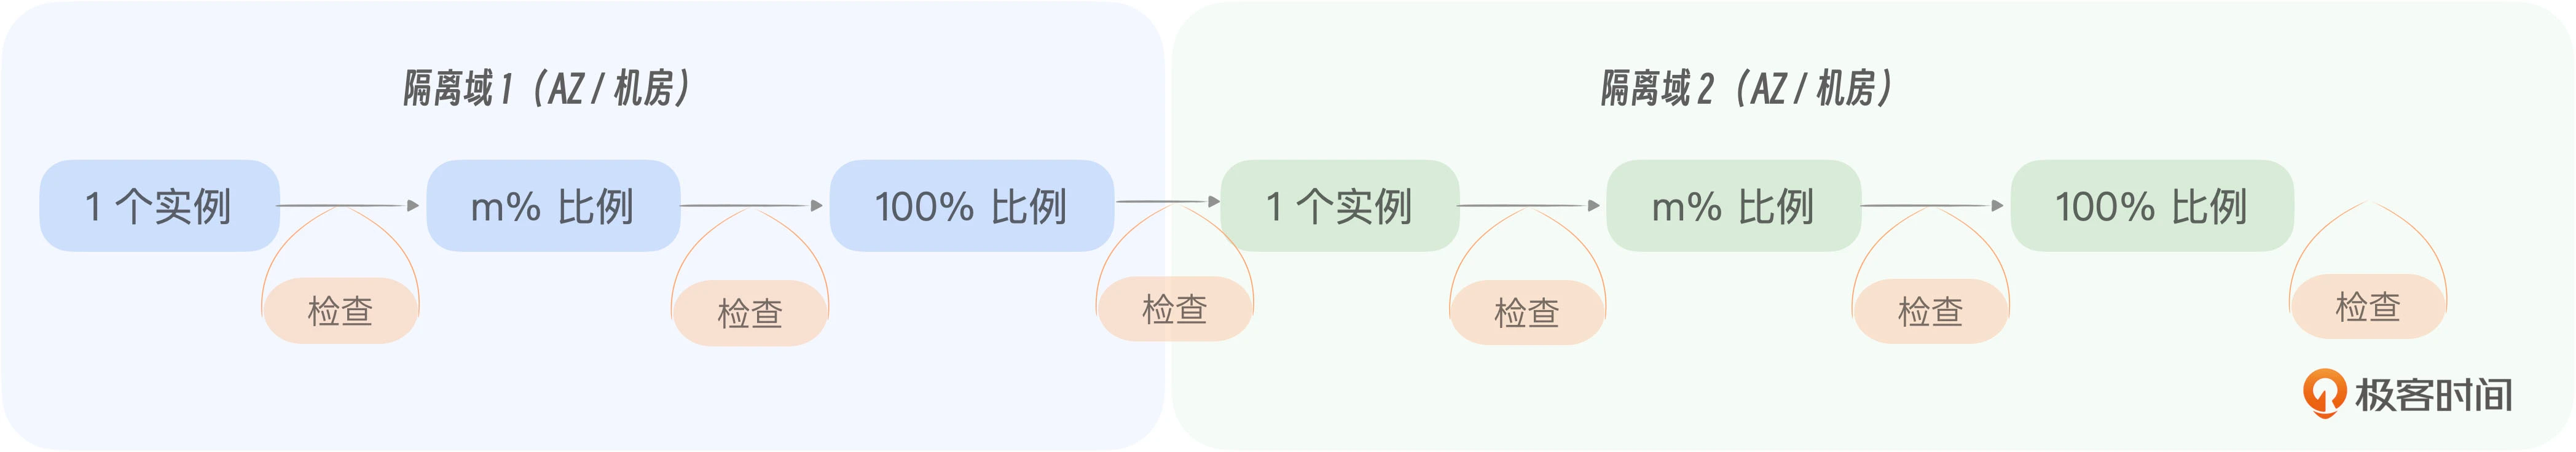 隔离域 1（AZ / 机房）
1 个实例
m% 比例
100% 比例
检查
检查
检查
隔离域 2（AZ / 机房）
1 个实例
m% 比例
100% 比例
检查
检查
检查
极客时间